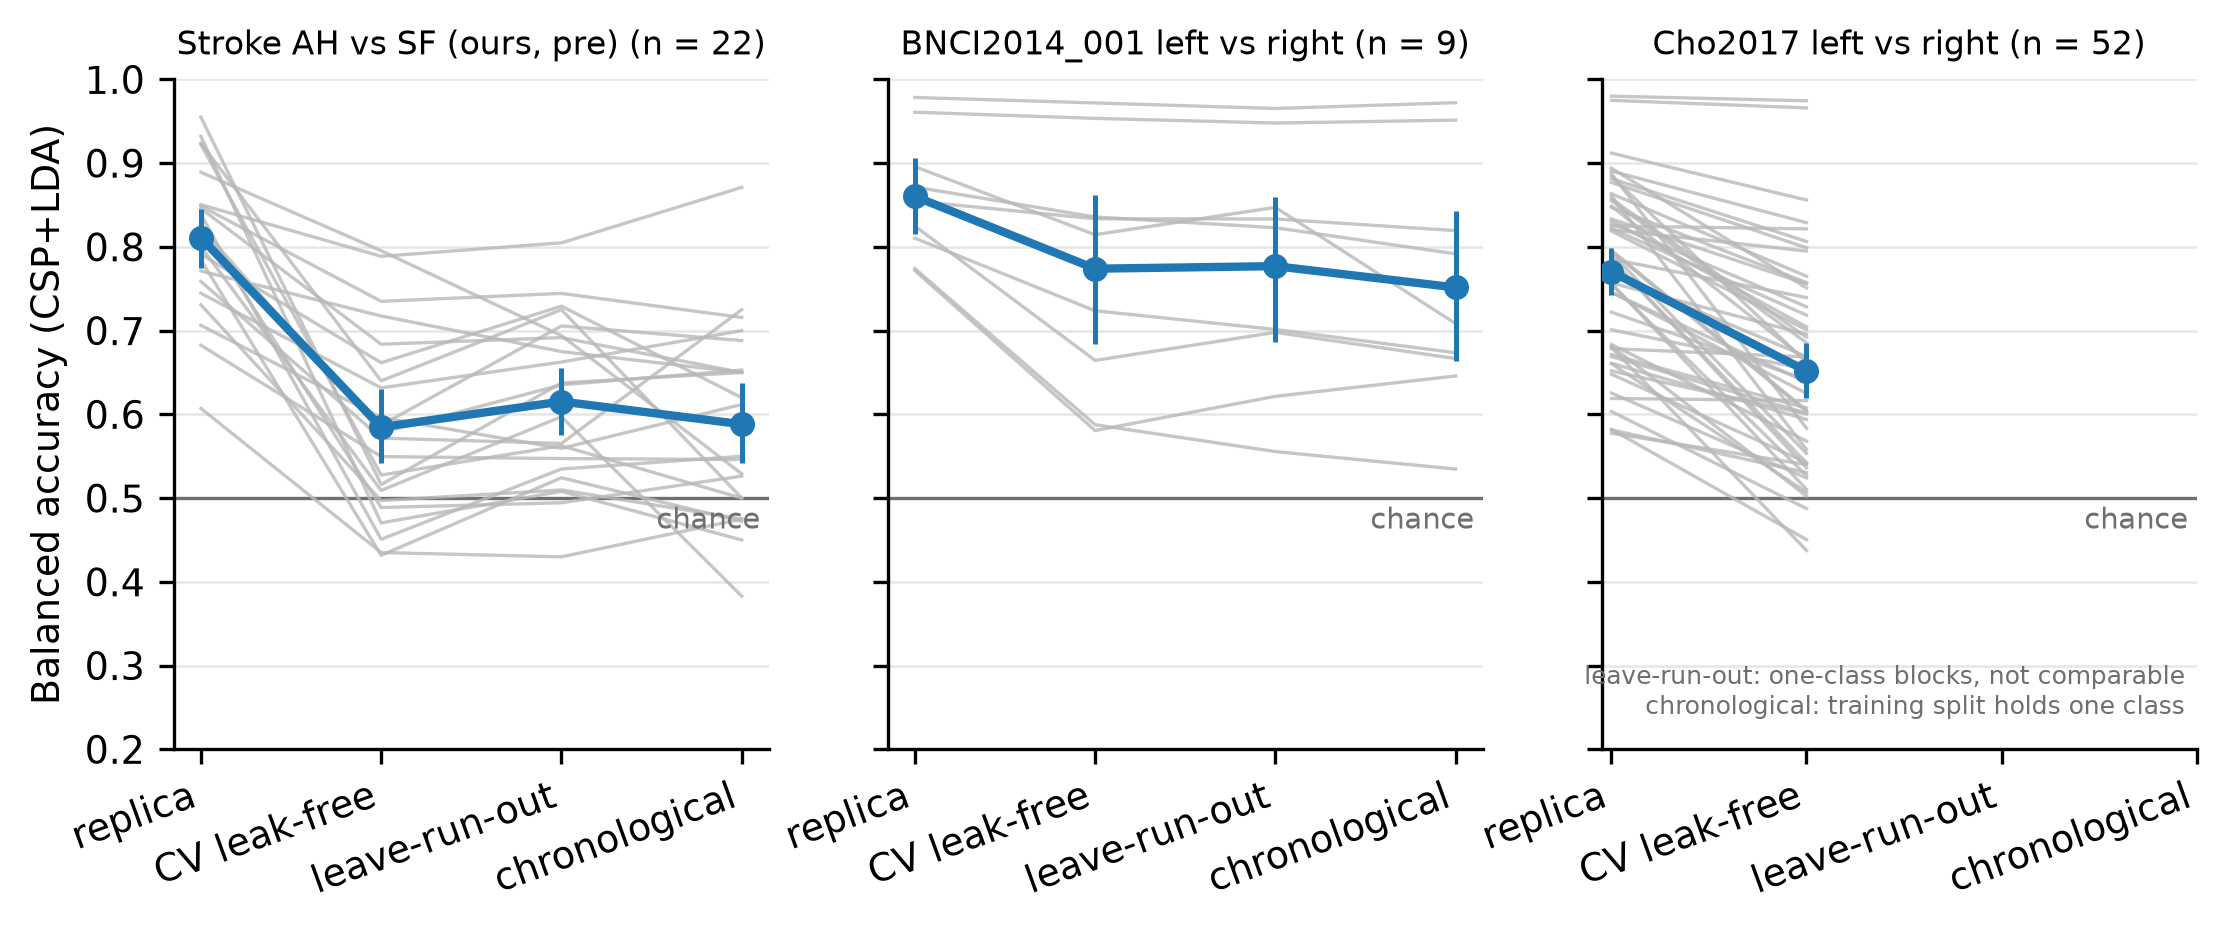 Stroke AH vs SF (ours, pre) (n = 22)
BNCI2014_001 left vs right (n = 9)
Cho2017 left vs right (n = 52)
Balanced accuracy (CSP+LDA)
1.0
0.9
0.8
0.7
0.6
0.5
0.4
0.3
0.2
chance
chance
chance
leave-run-out: one-class blocks, not comparable
chronological: training split holds one class
replica
CV leak-free
leave-run-out
chronological
replica
CV leak-free
leave-run-out
chronological
replica
CV leak-free
leave-run-out
chronological